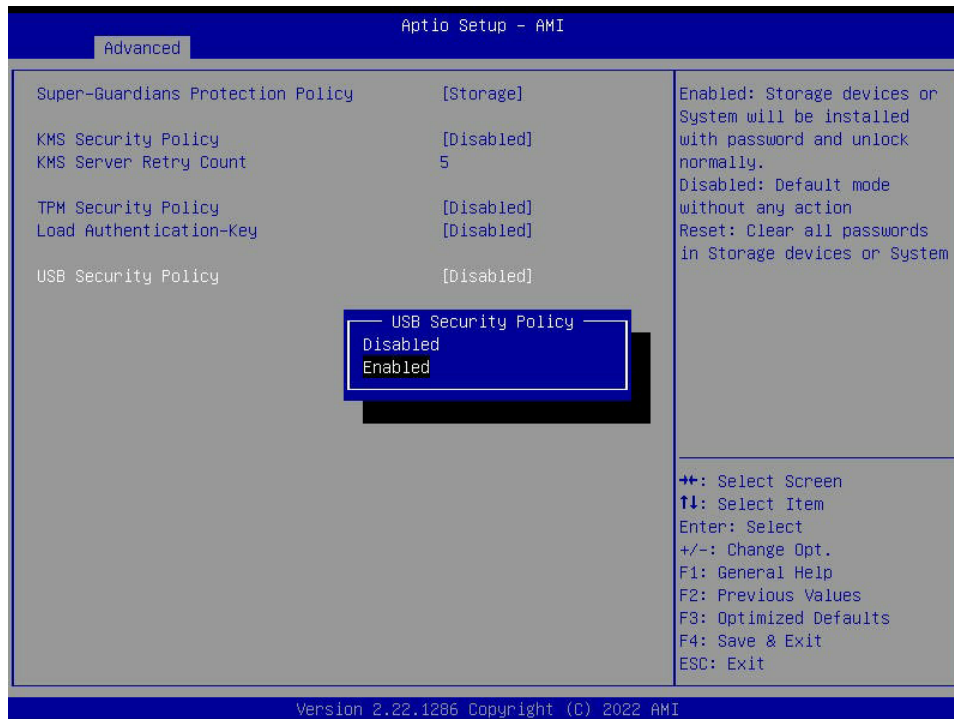 Aptio Setup – AMI
Advanced
Super-Guardians Protection Policy [Storage]
KMS Security Policy [Disabled]
KMS Server Retry Count 5
TPM Security Policy [Disabled]
Load Authentication-Key [Disabled]
USB Security Policy [Disabled]
USB Security Policy
Disabled
Enabled
Enabled: Storage devices or
System will be installed
with password and unlock
normally.
Disabled: Default mode
without any action
Reset: Clear all passwords
in Storage devices or System
→←: Select Screen
↑↓: Select Item
Enter: Select
+/-: Change Opt.
F1: General Help
F2: Previous Values
F3: Optimized Defaults
F4: Save & Exit
ESC: Exit
Version 2.22.1286 Copyright (C) 2022 AMI